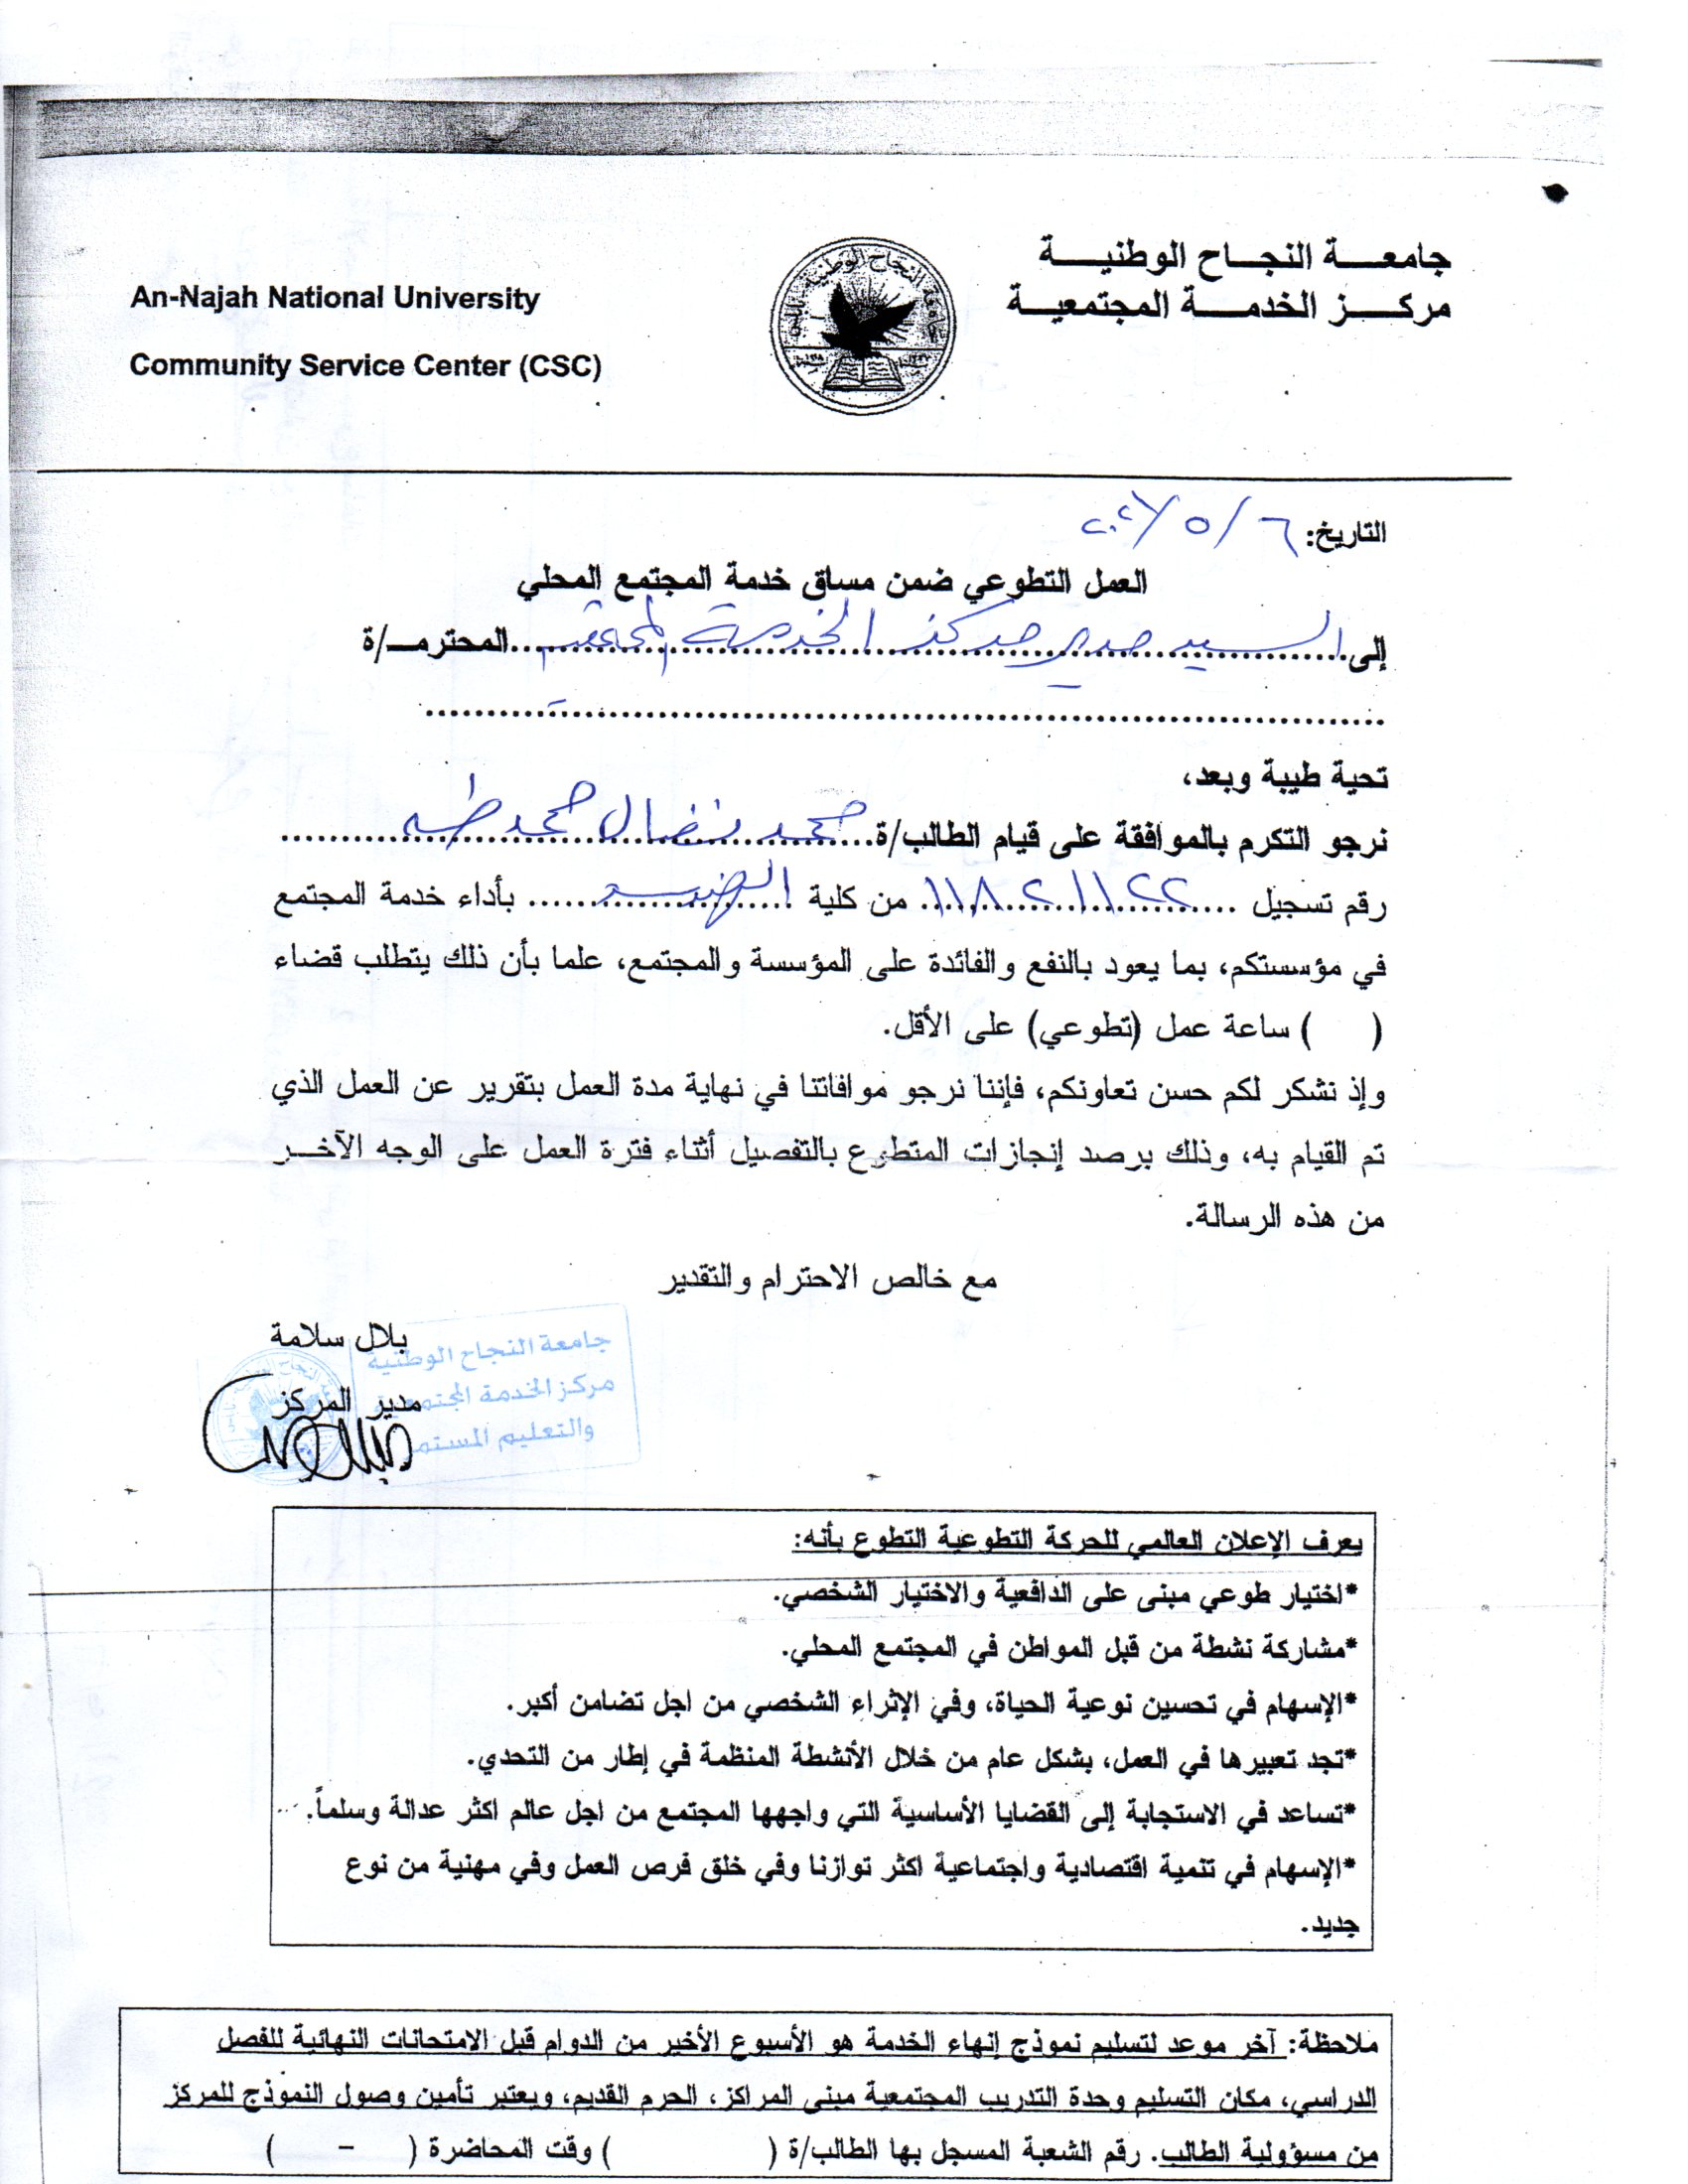 جامعة النجاح الوطنية
مركز الخدمة المجتمعية
An-Najah National University
Community Service Center (CSC)
التاريخ: ٦ / ٥ / ٢٠٢١
العمل التطوعي ضمن مساق خدمة المجتمع المحلي
إلى السيد مدير مركز الخدمة المجتمعية المحترمـ/ة
تحية طيبة وبعد،
نرجو التكرم بالموافقة على قيام الطالب/ة محمد نضال محمد طه
رقم تسجيل ١١٨٢١١٢٢ من كلية الهندسة بأداء خدمة المجتمع
في مؤسستكم، بما يعود بالنفع والفائدة على المؤسسة والمجتمع، علما بأن ذلك يتطلب قضاء
( ) ساعة عمل (تطوعي) على الأقل.
وإذ نشكر لكم حسن تعاونكم، فإننا نرجو موافاتنا في نهاية مدة العمل بتقرير عن العمل الذي
تم القيام به، وذلك برصد إنجازات المتطوع بالتفصيل أثناء فترة العمل على الوجه الآخر
من هذه الرسالة.
مع خالص الاحترام والتقدير
بلال سلامة
مدير المركز
جامعة النجاح الوطنية
مركز الخدمة المجتمعية
والتعليم المستمر
يعرف الإعلان العالمي للحركة التطوعية التطوع بأنه:
*اختيار طوعي مبنى على الدافعية والاختيار الشخصي.
*مشاركة نشطة من قبل المواطن في المجتمع المحلي.
*الإسهام في تحسين نوعية الحياة، وفي الإثراء الشخصي من اجل تضامن أكبر.
*تجد تعبيرها في العمل، بشكل عام من خلال الأنشطة المنظمة في إطار من التحدي.
*تساعد في الاستجابة إلى القضايا الأساسية التي واجهها المجتمع من اجل عالم اكثر عدالة وسلماً.
*الإسهام في تنمية اقتصادية واجتماعية اكثر توازنا وفي خلق فرص العمل وفي مهنية من نوع
جديد.
ملاحظة: آخر موعد لتسليم نموذج إنهاء الخدمة هو الأسبوع الأخير من الدوام قبل الامتحانات النهائية للفصل
الدراسي، مكان التسليم وحدة التدريب المجتمعية مبنى المراكز، الحرم القديم، ويعتبر تأمين وصول النموذج للمركز
من مسؤولية الطالب. رقم الشعبة المسجل بها الطالب/ة ( ) وقت المحاضرة ( - )